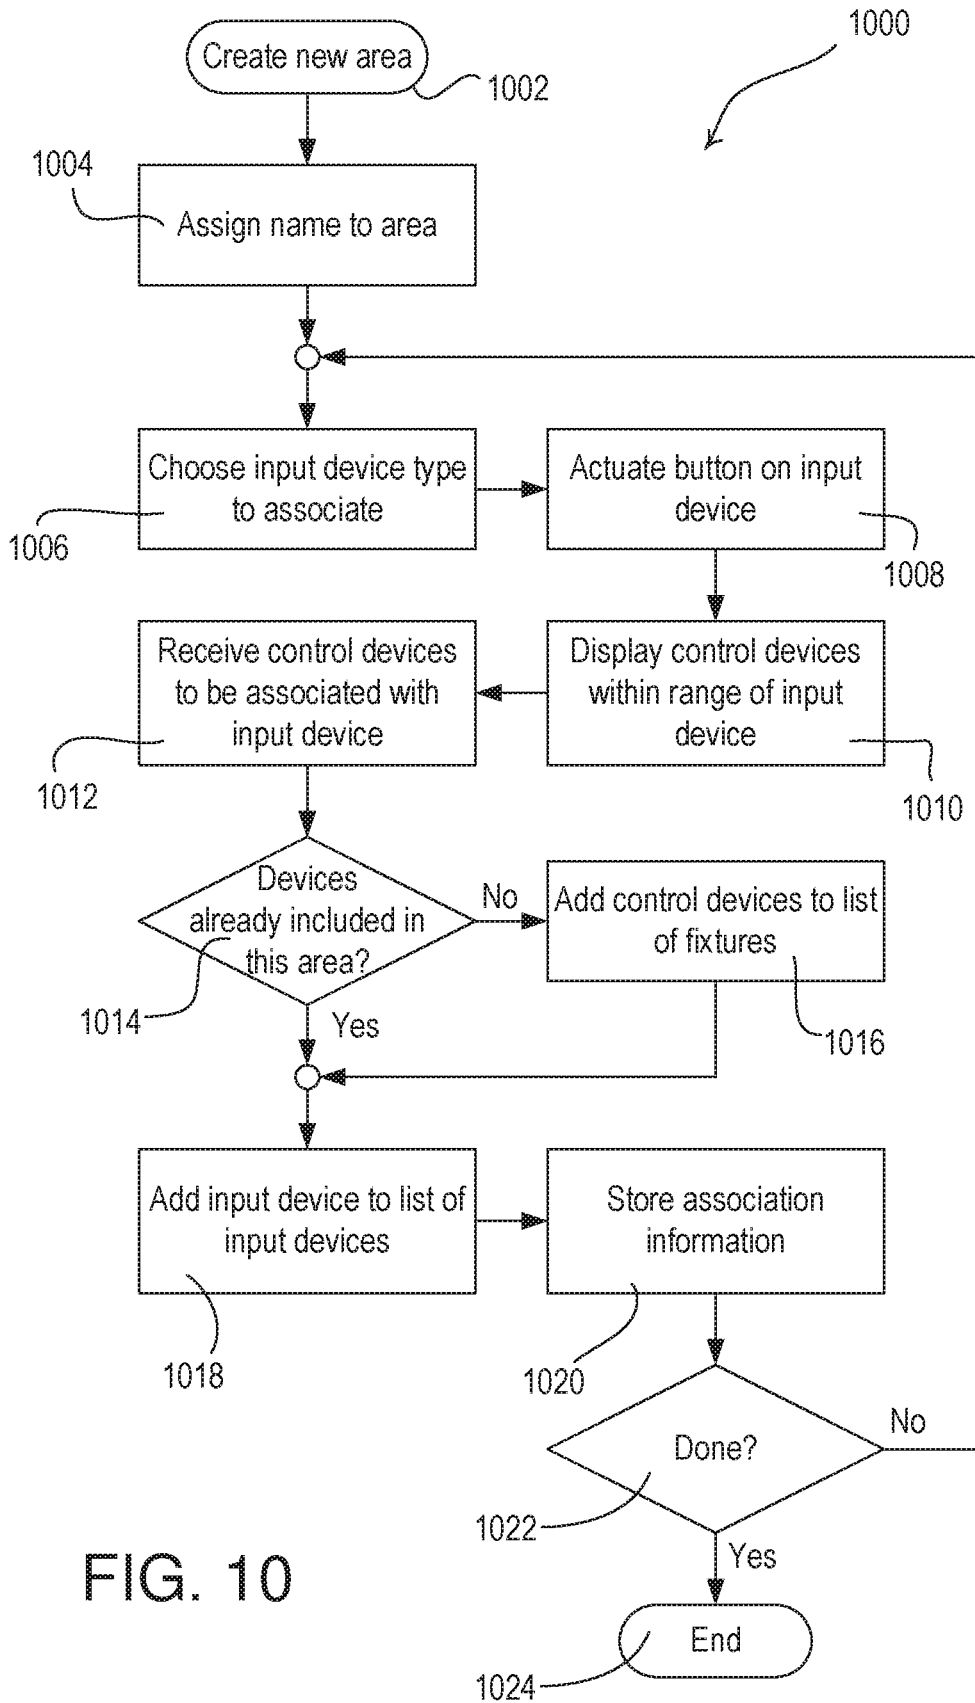 1000
Create new area
1002
1004
Assign name to area
Choose input device type
to associate
1006
Actuate button on input
device
1008
Receive control devices
to be associated with
input device
1012
Display control devices
within range of input
device
1010
Devices
already included in
this area?
1014
No
Yes
Add control devices to list
of fixtures
1016
Add input device to list of
input devices
1018
Store association
information
1020
Done?
1022
No
Yes
End
1024
FIG. 10